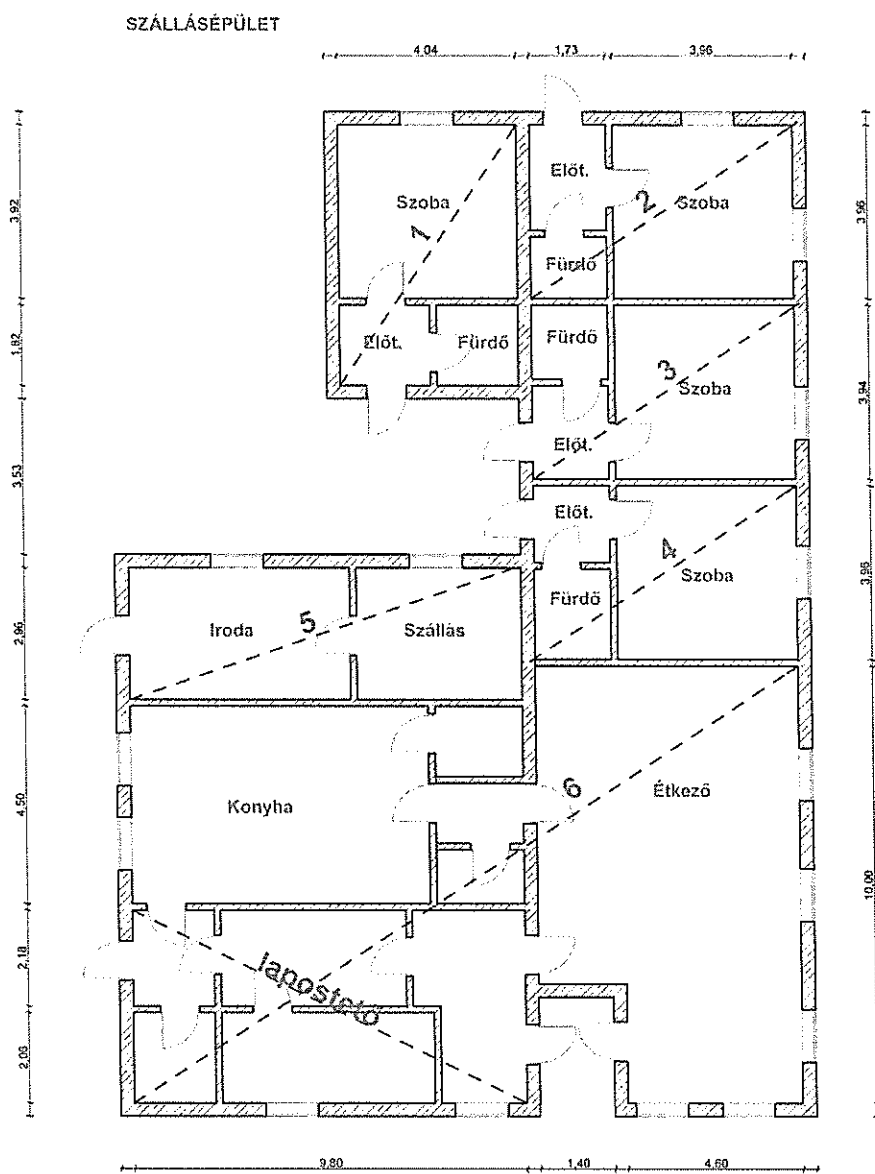 SZÁLLÁSÉPÜLET
4,04 1,73 3,96
3,92
3,96
Előt.
Szoba
1
2
Szoba
Fürdő
1,82
Előt.
Fürdő
Fürdő
3
Szoba
3,94
3,53
Előt.
Előt.
4
Szoba
3,96
Fürdő
2,96
Iroda
5
Szállás
4,50
Konyha
6
Étkező
10,00
2,18
lapostető
2,06
9,80 1,40 4,60